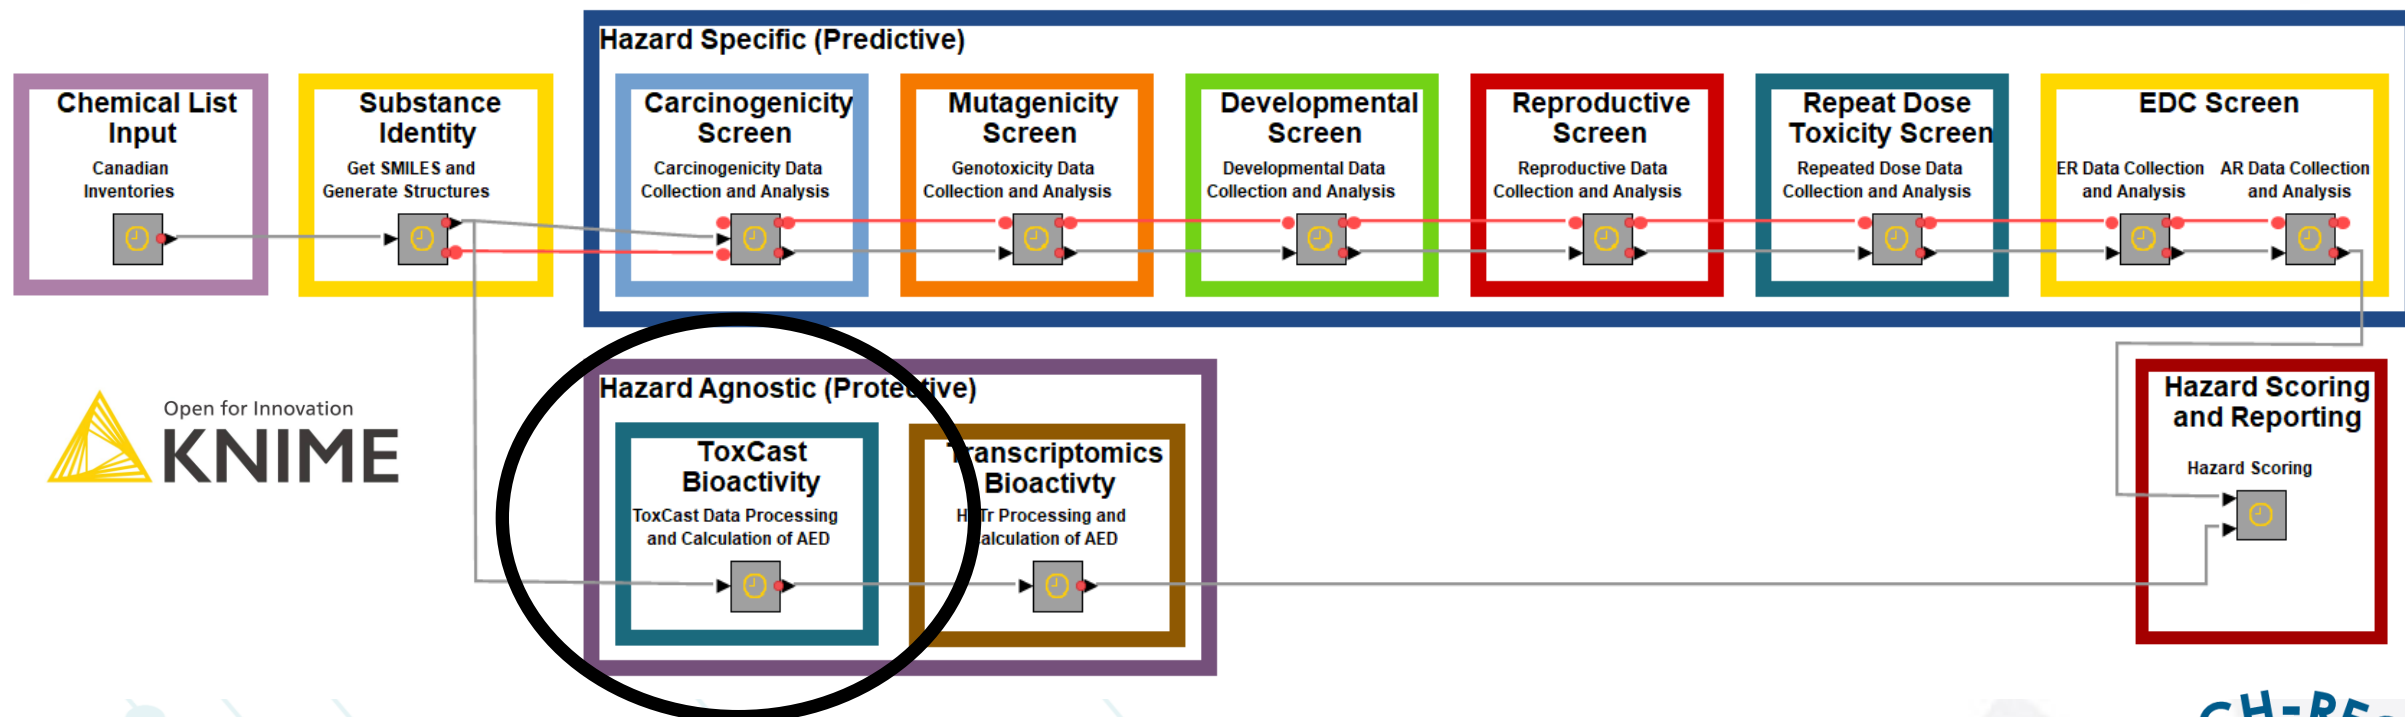 Hazard Specific (Predictive)
Chemical List
Input
Canadian
Inventories
Substance
Identity
Get SMILES and
Generate Structures
Carcinogenicity
Screen
Carcinogenicity Data
Collection and Analysis
Mutagenicity
Screen
Genotoxicity Data
Collection and Analysis
Developmental
Screen
Developmental Data
Collection and Analysis
Reproductive
Screen
Reproductive Data
Collection and Analysis
Repeat Dose
Toxicity Screen
Repeated Dose Data
Collection and Analysis
EDC Screen
ER Data Collection
and Analysis
AR Data Collection
and Analysis
Open for Innovation
KNIME
Hazard Agnostic (Protective)
ToxCast
Bioactivity
ToxCast Data Processing
and Calculation of AED
Transcriptomics
Bioactivty
Processing and
Calculation of AED
Hazard Scoring
and Reporting
Hazard Scoring